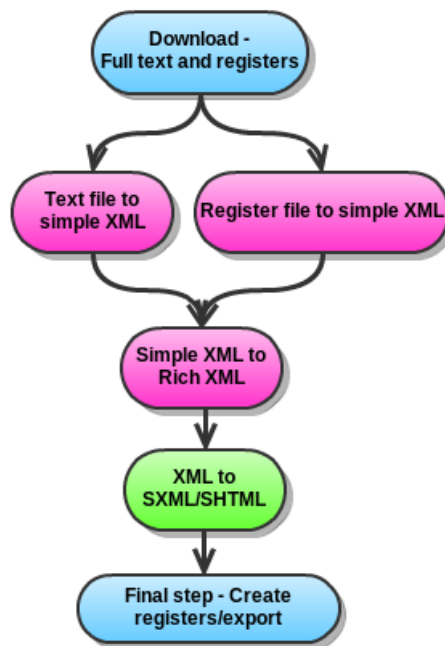 Download -
Full text and registers
Text file to
simple XML
Register file to simple XML
Simple XML to
Rich XML
XML to
SXML/SHTML
Final step - Create
registers/export